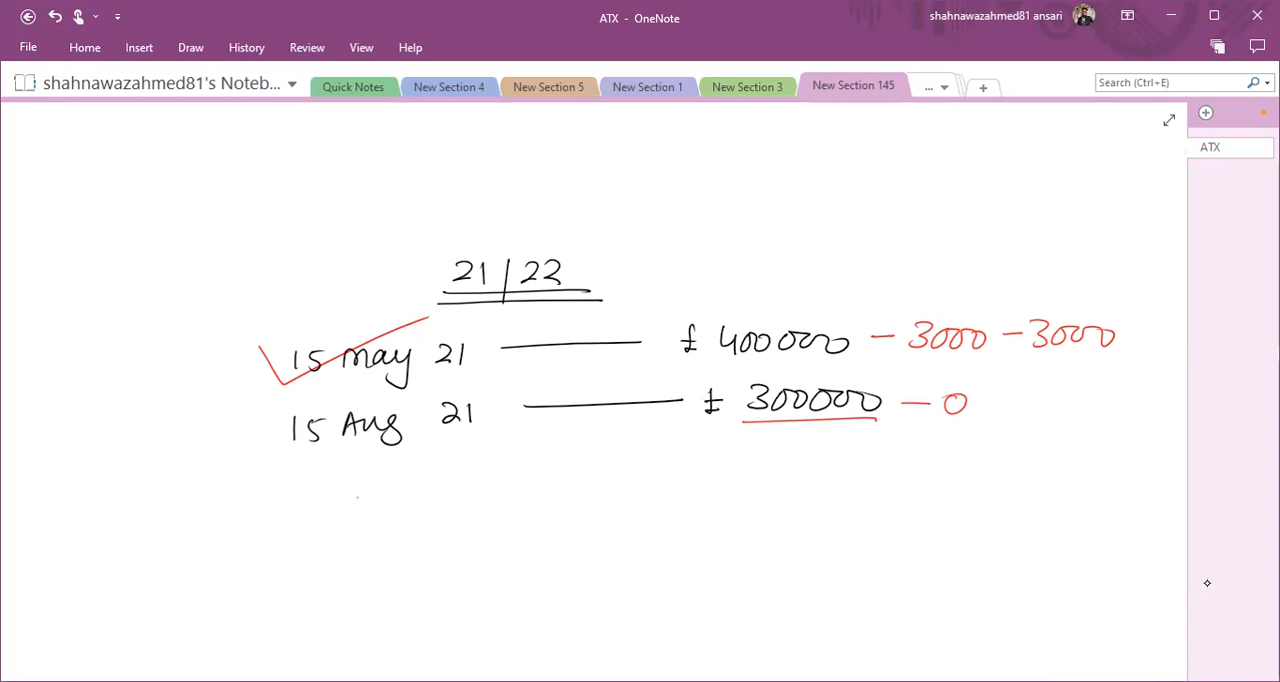 ATX - OneNote
shahnawazahmed81 ansari
File Home Insert Draw History Review View Help
shahnawazahmed81's Noteb... Quick Notes New Section 4 New Section 5 New Section 1 New Section 3 New Section 145 ... Search (Ctrl+E)
ATX
21/22
15 may 21 — £ 400000 - 3000 - 3000
15 Aug 21 — £ 300000 - 0